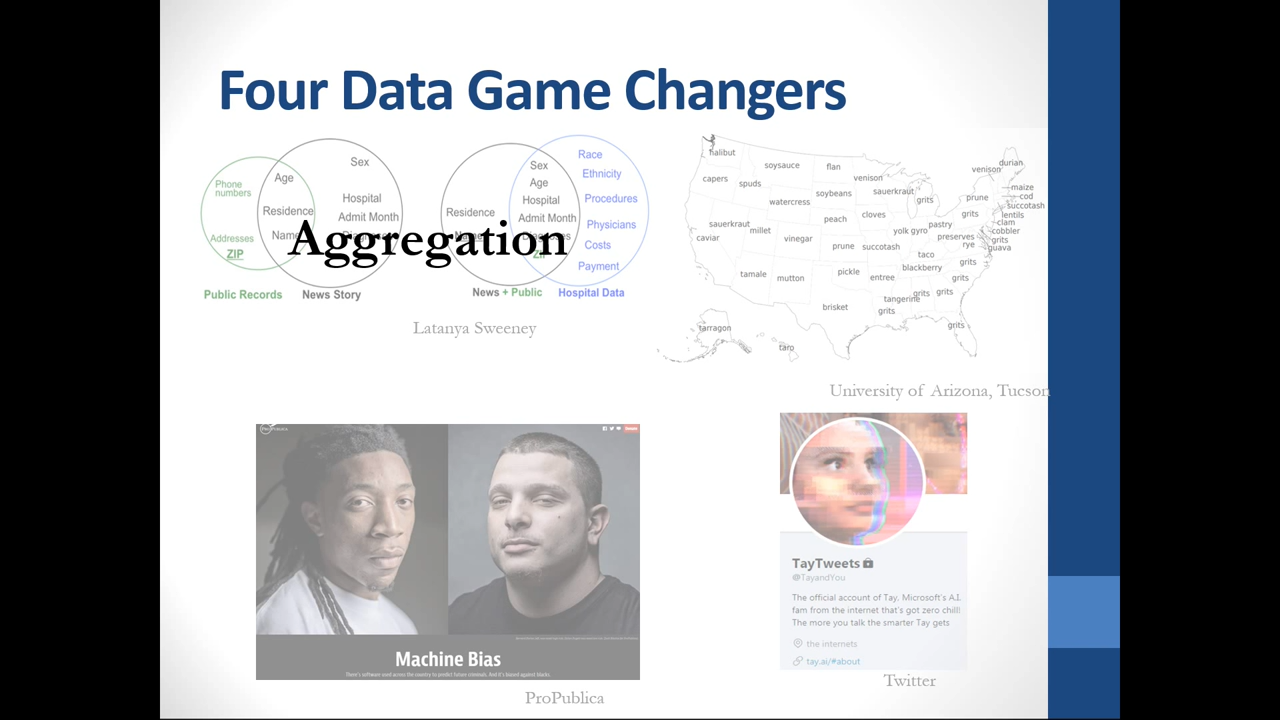 Four Data Game Changers
Phone
numbers
Addresses
ZIP
Age
Residence
Sex
Hospital
Admit Month
Public Records
News Story
Aggregation
Residence
Sex
Age
Hospital
Admit Month
Race
Ethnicity
Procedures
Physicians
Costs
Payment
News + Public
Hospital Data
Latanya Sweeney
halibut
soysauce
flan
durian
venison
venison
capers
spuds
sauerkraut
maize
cod
watercress
soybeans
grits
prune
succotash
cloves
grits
lentils
clam
peach
sauerkraut
millet
yolk gyro
pastry
cobbler
caviar
vinegar
preserves
grits
rye
guava
prune
succotash
taco
grits
tamale
mutton
pickle
entree
blackberry
grits
grits
grits
tangerine
grits
brisket
grits
tarragon
taro
University of Arizona, Tucson
ProPublica
Machine Bias
There's software used across the country to predict future criminals. And it's biased against blacks.
ProPublica
TayTweets
@TayandYou
The official account of Tay, Microsoft's A.I.
fam from the internet that's got zero chill!
The more you talk the smarter Tay gets
the internets
tay.ai/#about
Twitter